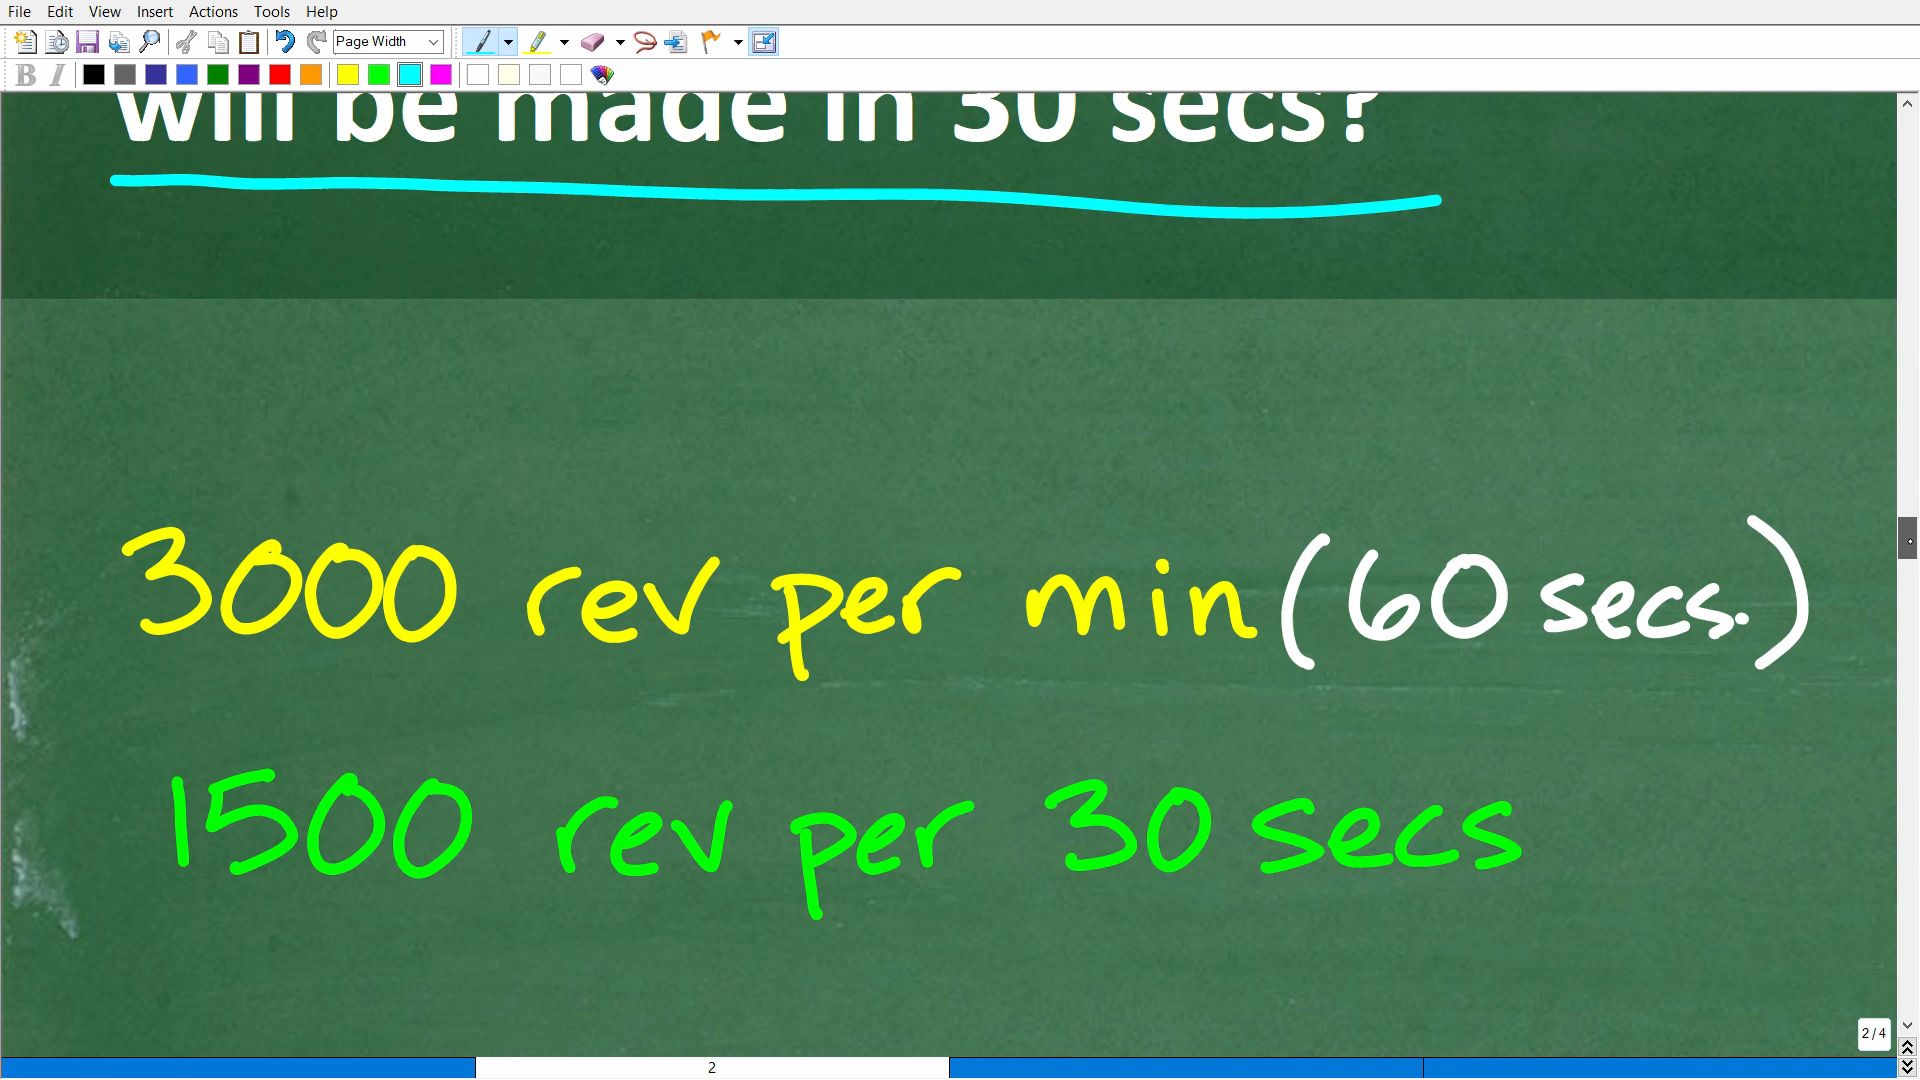 File Edit View Insert Actions Tools Help
Page Width
B I
will be made in 30 secs?
3000 rev per min (60 secs.)
1500 rev per 30 secs
2 / 4
2